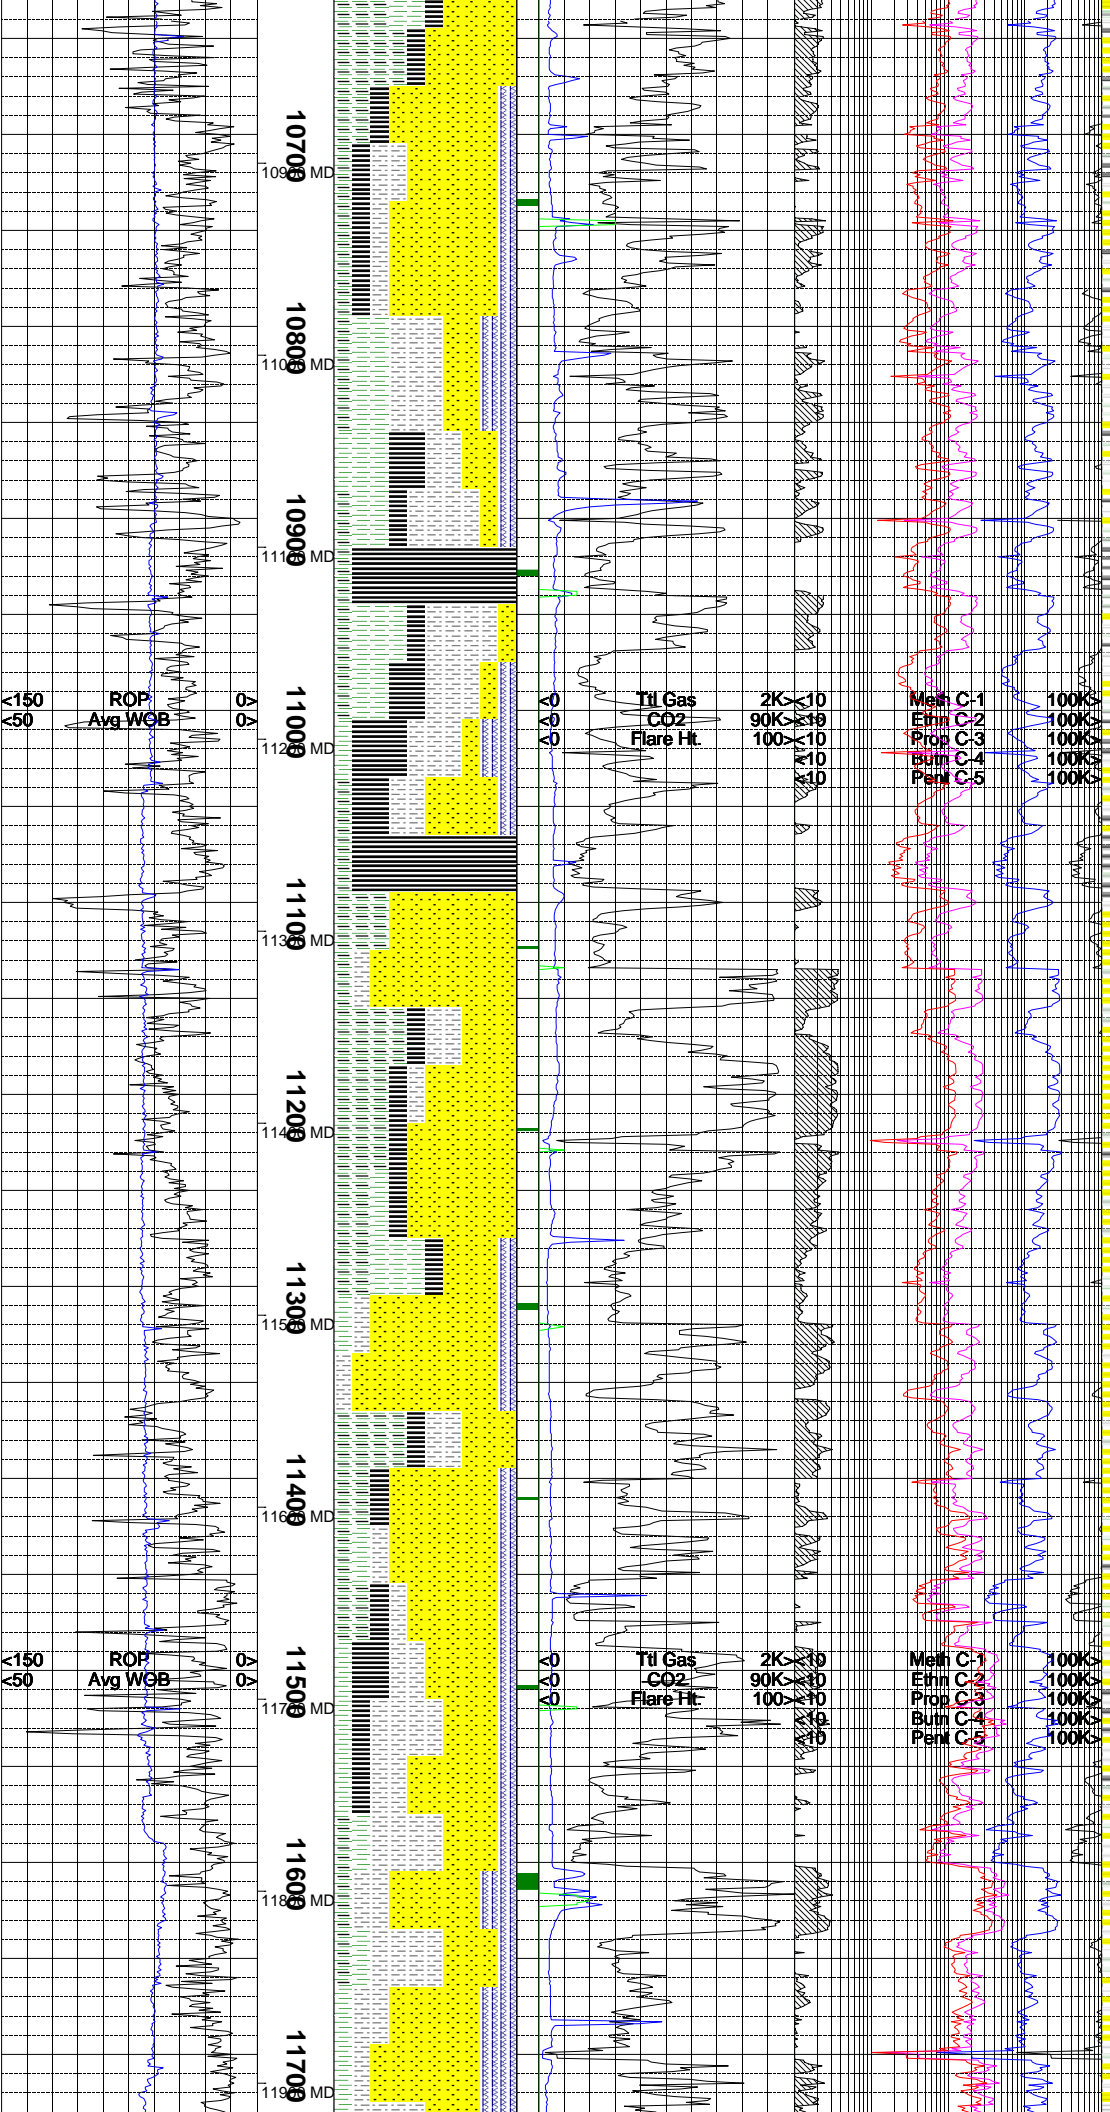 10700
10900 MD
10800
11000 MD
10900
11100 MD
<150 ROP 0>
<50 Avg WOB 0>
11000
11200 MD
<0 Ttl Gas 2K>
<0 CO2 90K>
<0 Flare Ht. 100>
<10 Meth C-1 100K>
<10 Ethn C-2 100K>
<10 Prop C-3 100K>
<10 Butn C-4 100K>
<10 Pent C-5 100K>
11100
11300 MD
11200
11400 MD
11300
11500 MD
11400
11600 MD
<150 ROP 0>
<50 Avg WOB 0>
11500
11700 MD
<0 Ttl Gas 2K>
<0 CO2 90K>
<0 Flare Ht. 100>
<10 Meth C-1 100K>
<10 Ethn C-2 100K>
<10 Prop C-3 100K>
<10 Butn C-4 100K>
<10 Pent C-5 100K>
11600
11800 MD
11700
11900 MD